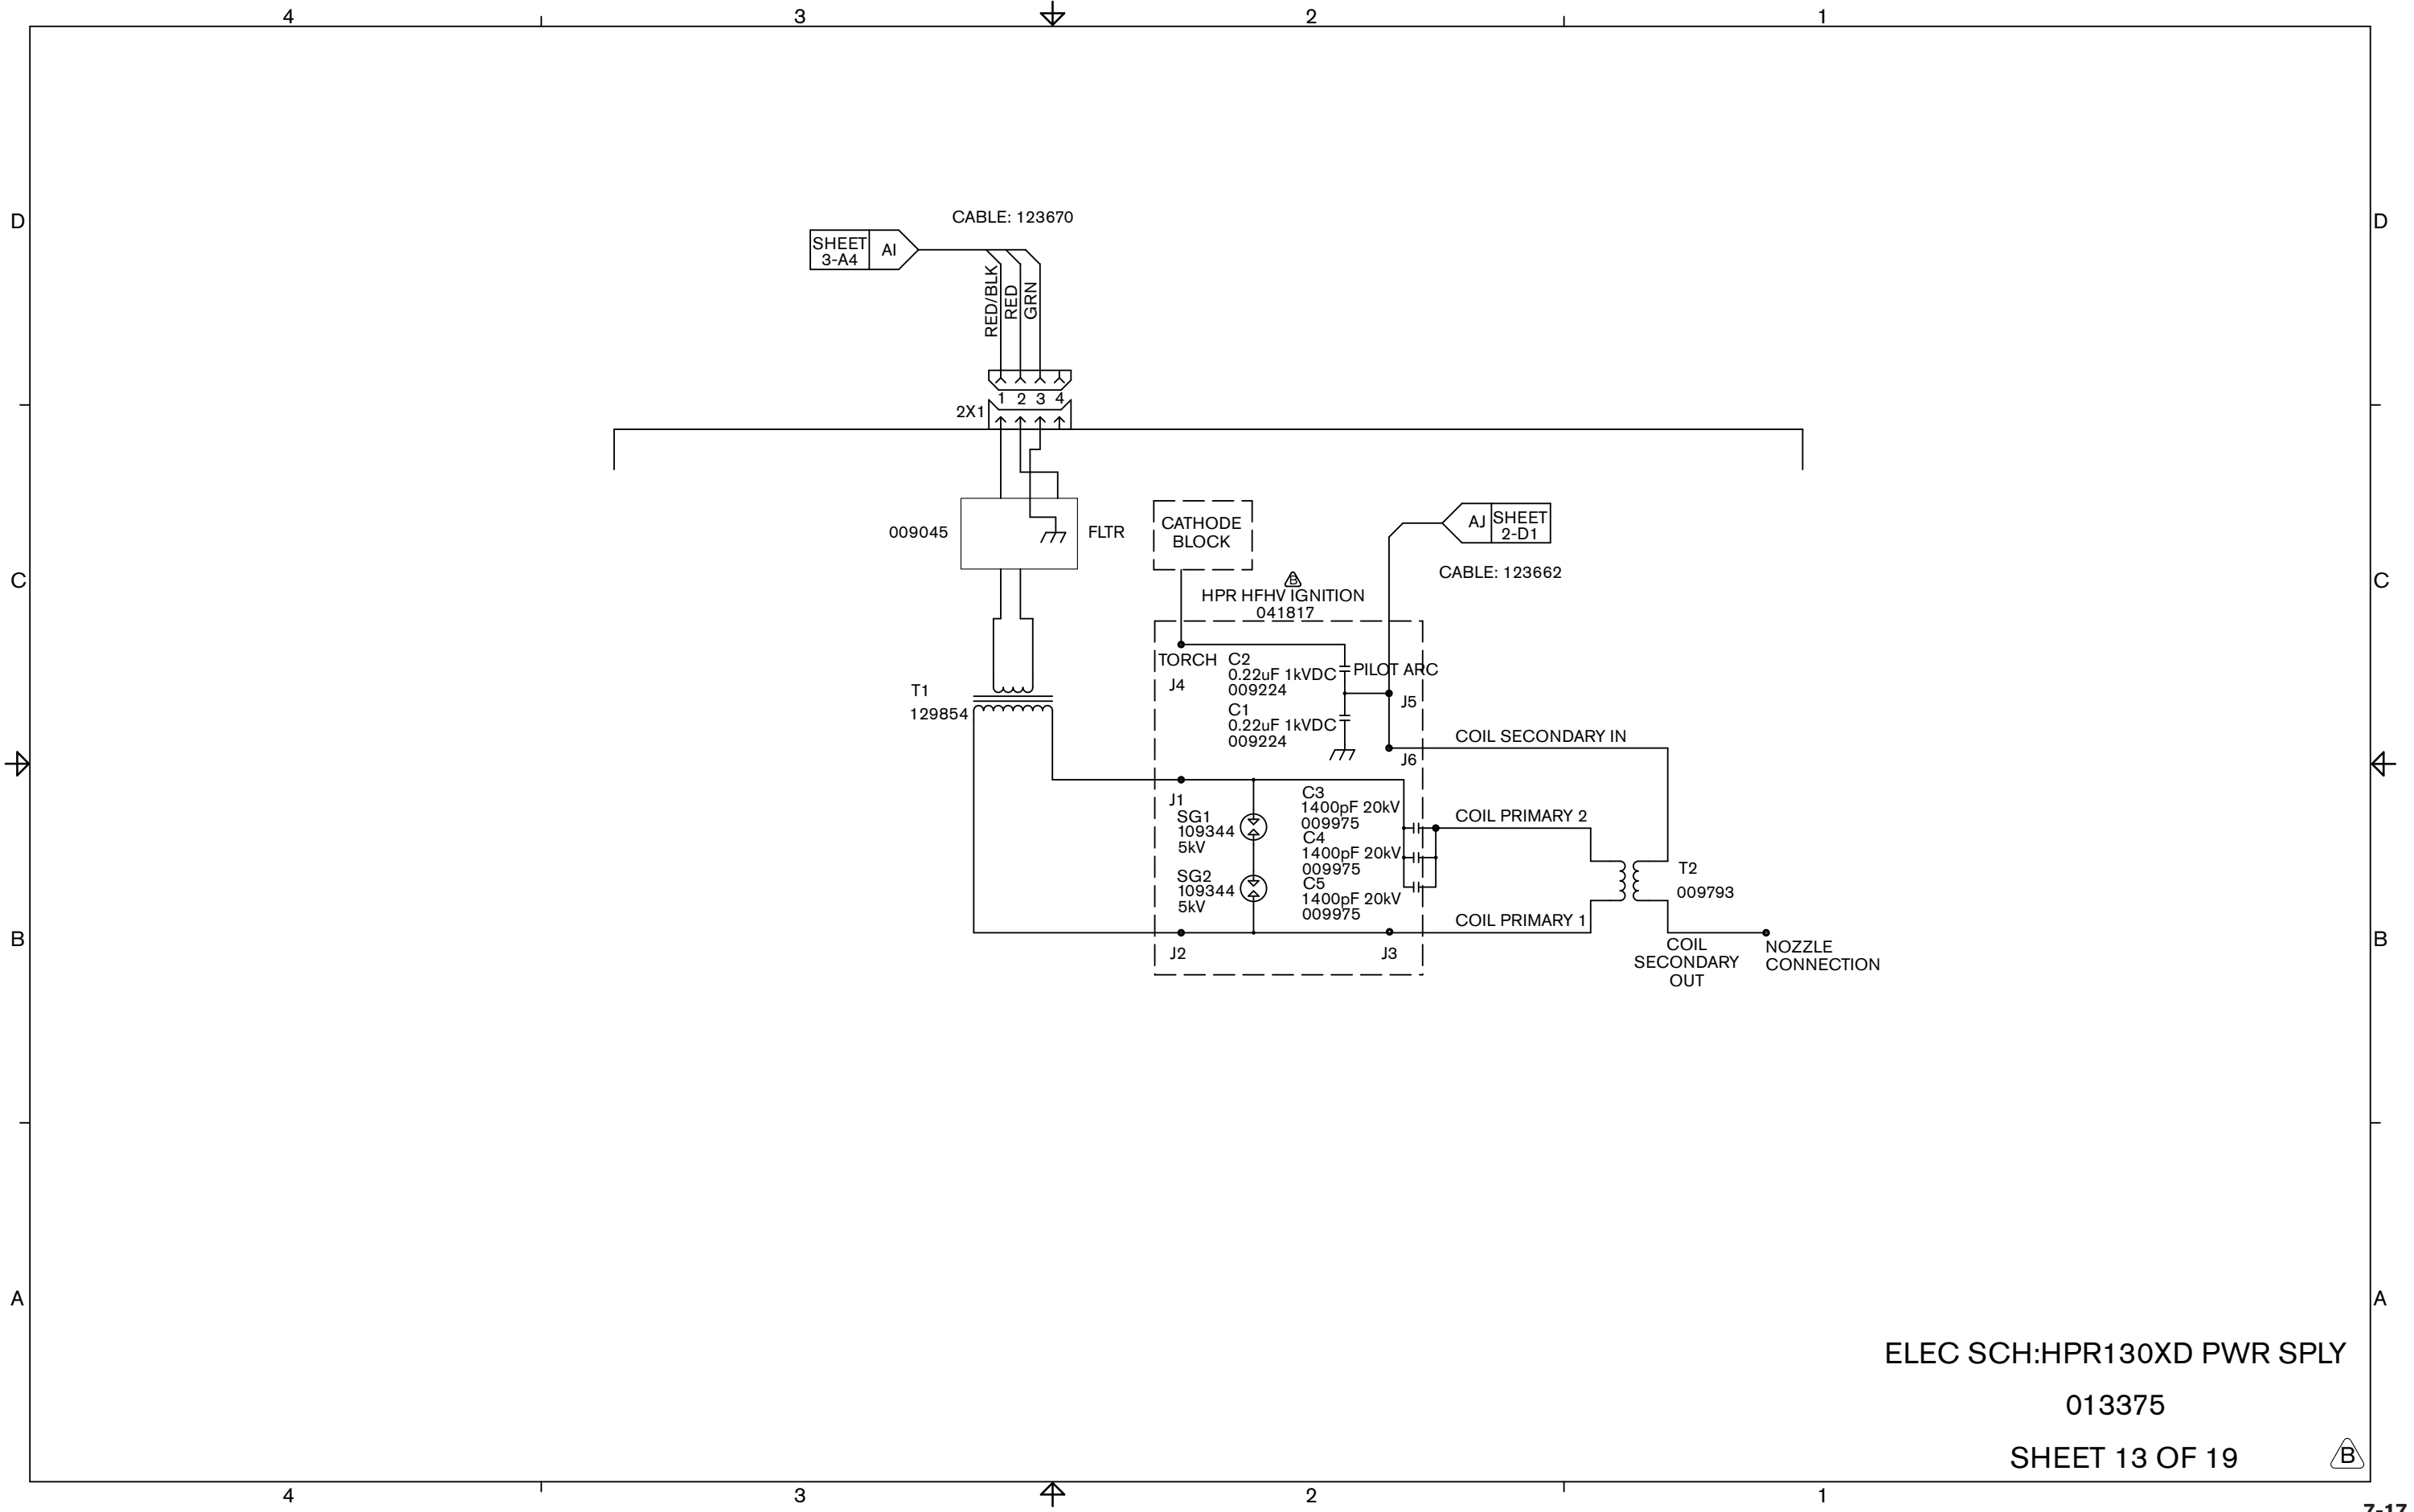 4 3 2 1
D D
CABLE: 123670
SHEET
3-A4
AI
RED/BLK
RED
GRN
1 2 3 4
2X1
009045
FLTR
CATHODE
BLOCK
AJ
SHEET
2-D1
CABLE: 123662
C C
B
HPR HFHV IGNITION
041817
TORCH
J4
C2
0.22uF 1kVDC
009224
PILOT ARC
J5
C1
0.22uF 1kVDC
009224
J6
T1
129854
COIL SECONDARY IN
J1
SG1
109344
5kV
SG2
109344
5kV
C3
1400pF 20kV
009975
C4
1400pF 20kV
009975
C5
1400pF 20kV
009975
COIL PRIMARY 2
T2
009793
COIL PRIMARY 1
J2
J3
B B
COIL
SECONDARY
OUT
NOZZLE
CONNECTION
A A
ELEC SCH:HPR130XD PWR SPLY
013375
SHEET 13 OF 19
B
4 3 2 1
7-17